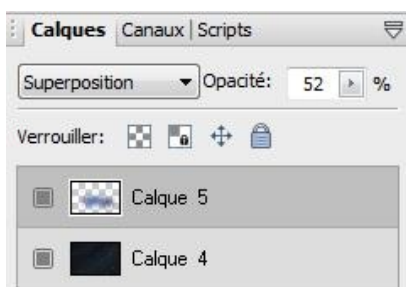 Calques Canaux | Scripts
Superposition Opacité: 52 %
Verrouiller:
Calque 5
Calque 4